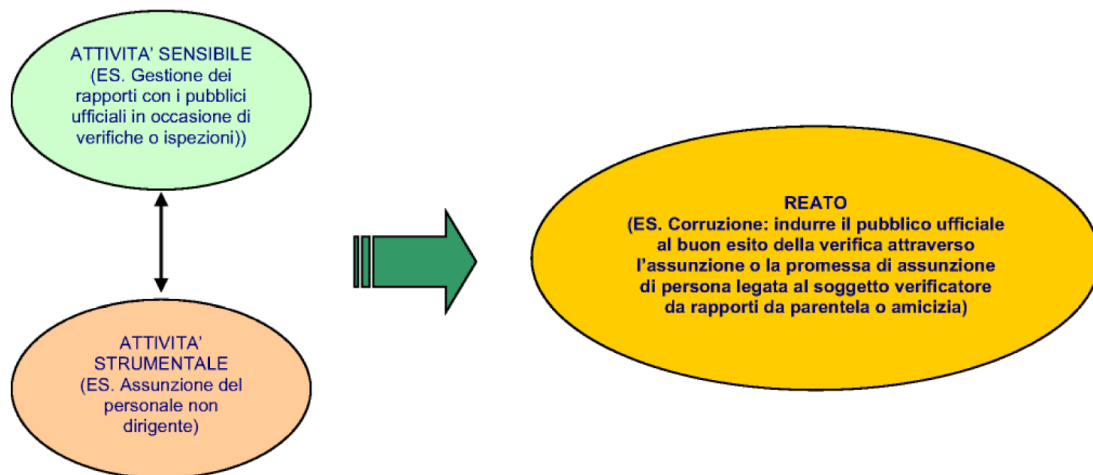 ATTIVITA' SENSIBILE
(ES. Gestione dei
rapporti con i pubblici
ufficiali in occasione di
verifiche o ispezioni))
ATTIVITA'
STRUMENTALE
(ES. Assunzione del
personale non
dirigente)
REATO
(ES. Corruzione: indurre il pubblico ufficiale
al buon esito della verifica attraverso
l'assunzione o la promessa di assunzione
di persona legata al soggetto verificatore
da rapporti da parentela o amicizia)